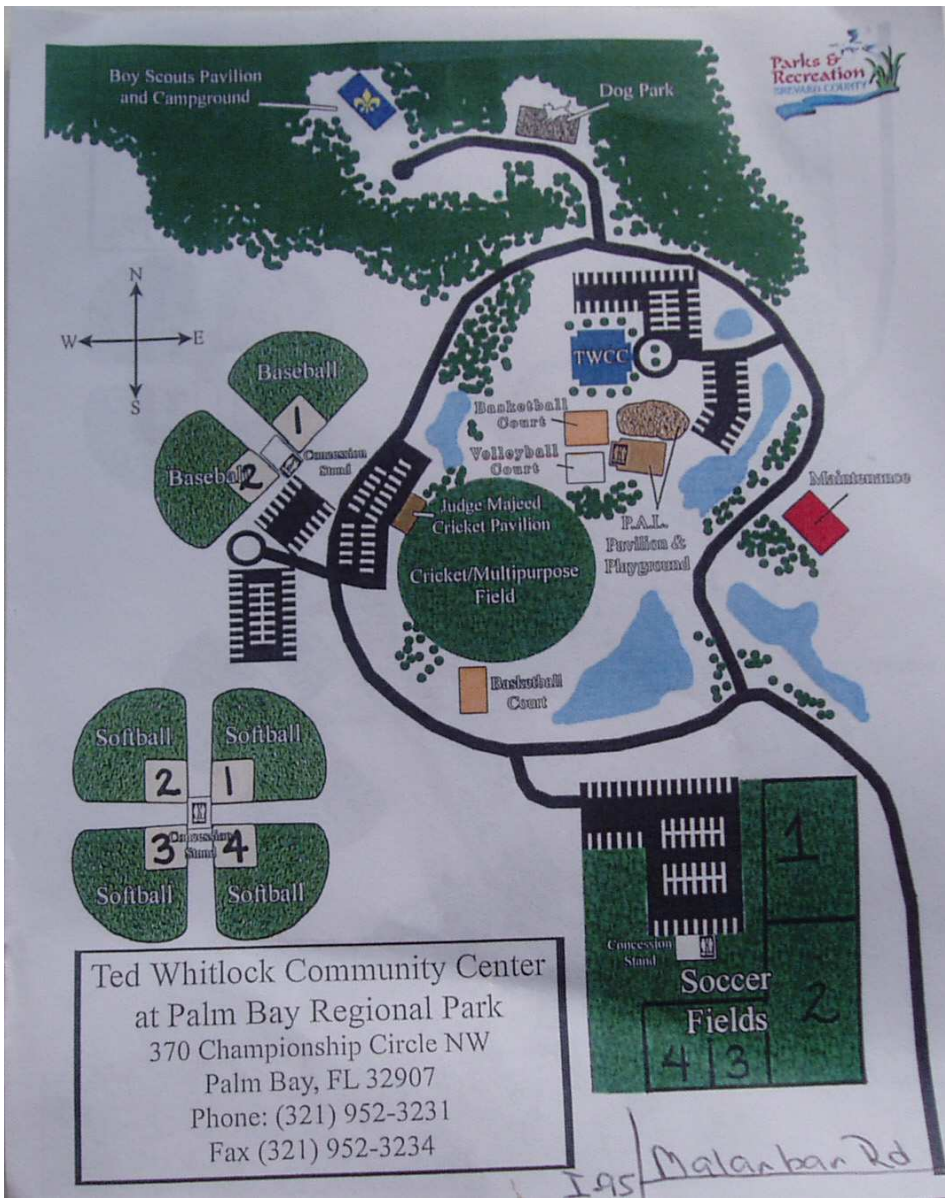 Boy Scouts Pavilion
and Campground
Dog Park
Parks &
Recreation
BREVARD COUNTY
N
W
E
S
TWCC
Baseball
1
Baseball
2
Concession
Stand
Basketball
Court
Volleyball
Court
Judge Majeed
Cricket Pavilion
Cricket/Multipurpose
Field
P.A.L.
Pavilion &
Playground
Maintenance
Basketball
Court
Softball
2
Softball
1
3
4
Concession
Stand
Softball
Softball
1
2
Concession
Stand
Soccer
Fields
4
3
Ted Whitlock Community Center
at Palm Bay Regional Park
370 Championship Circle NW
Palm Bay, FL 32907
Phone: (321) 952-3231
Fax (321) 952-3234
I-95
Malanbar Rd